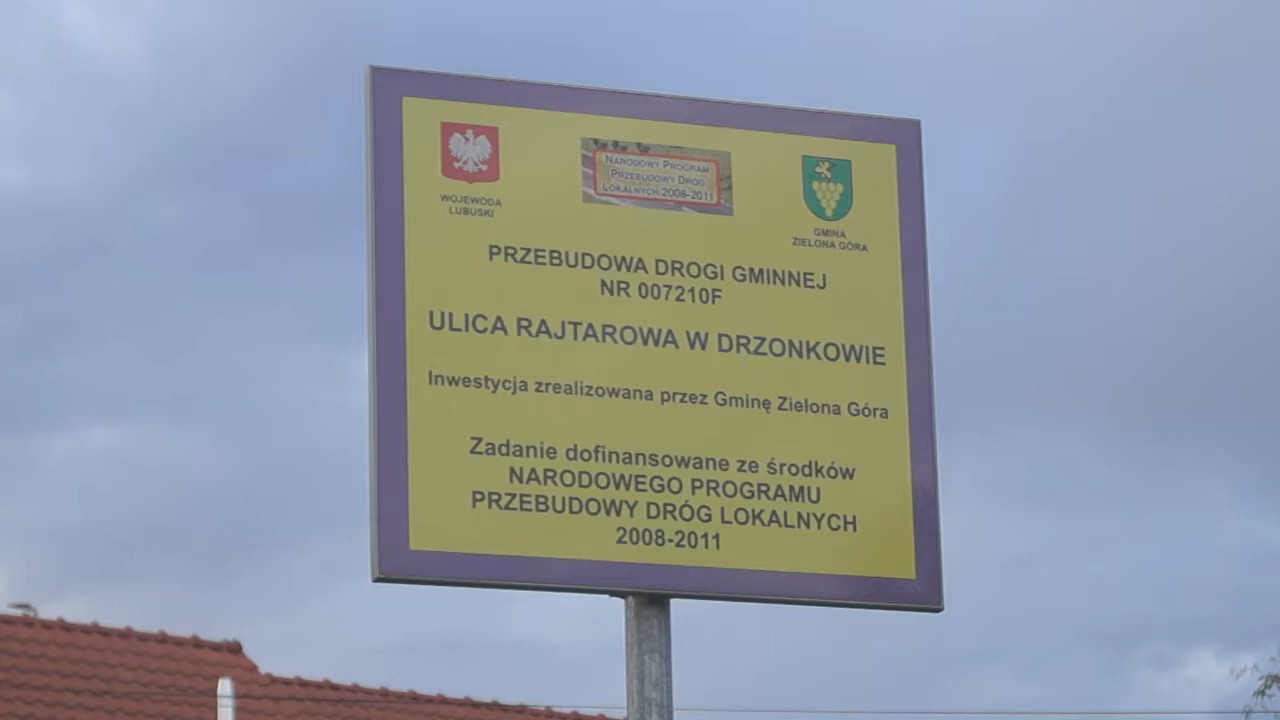 WOJEWODA
LUBUSKI
NARODOWY PROGRAM
PRZEBUDOWY DRÓG
LOKALNYCH 2008-2011
GMINA
ZIELONA GÓRA
PRZEBUDOWA DROGI GMINNEJ
NR 007210F
ULICA RAJTAROWA W DRZONKOWIE
Inwestycja zrealizowana przez Gminę Zielona Góra
Zadanie dofinansowane ze środków
NARODOWEGO PROGRAMU
PRZEBUDOWY DRÓG LOKALNYCH
2008-2011